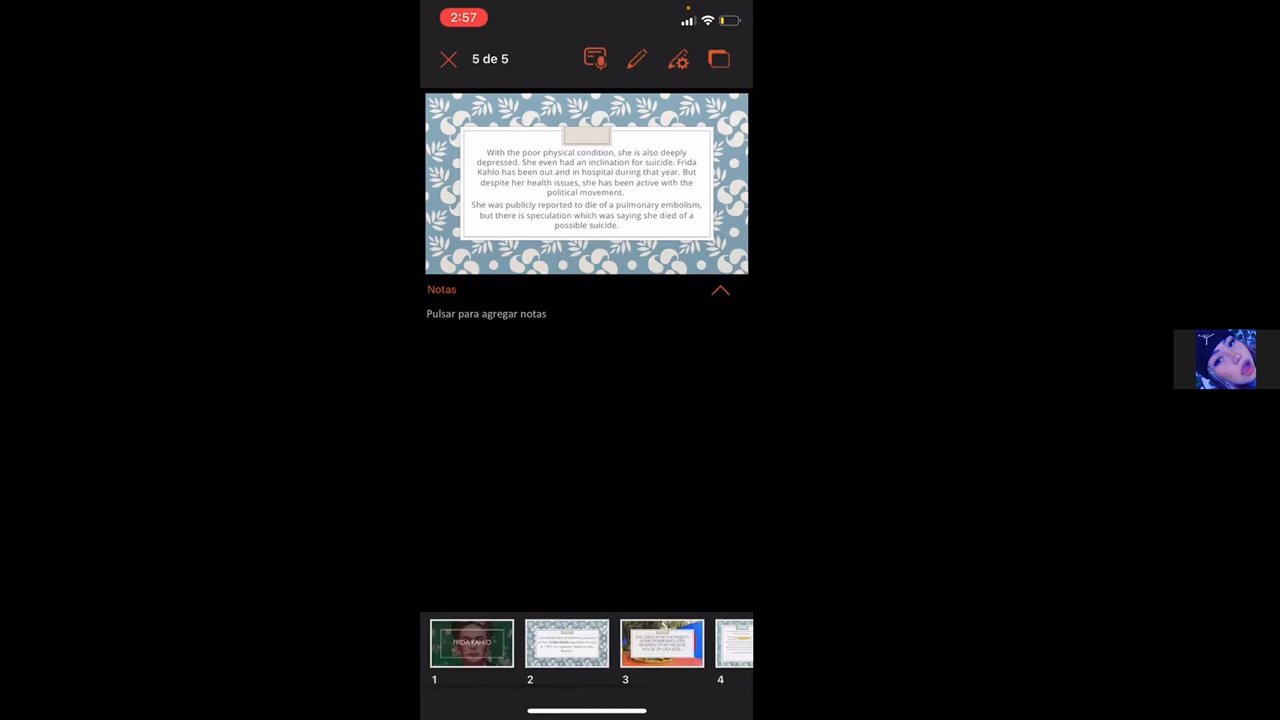 2:57
5 de 5
With the poor physical condition, she is also deeply
depressed. She even had an inclination for suicide. Frida
Kahlo has been out and in hospital during that year. But
despite her health issues, she has been active with the
political movement.
She was publicly reported to die of a pulmonary embolism,
but there is speculation which was saying she died of a
possible suicide.
Notas
Pulsar para agregar notas
FRIDA KAHLO
1
2
3
4